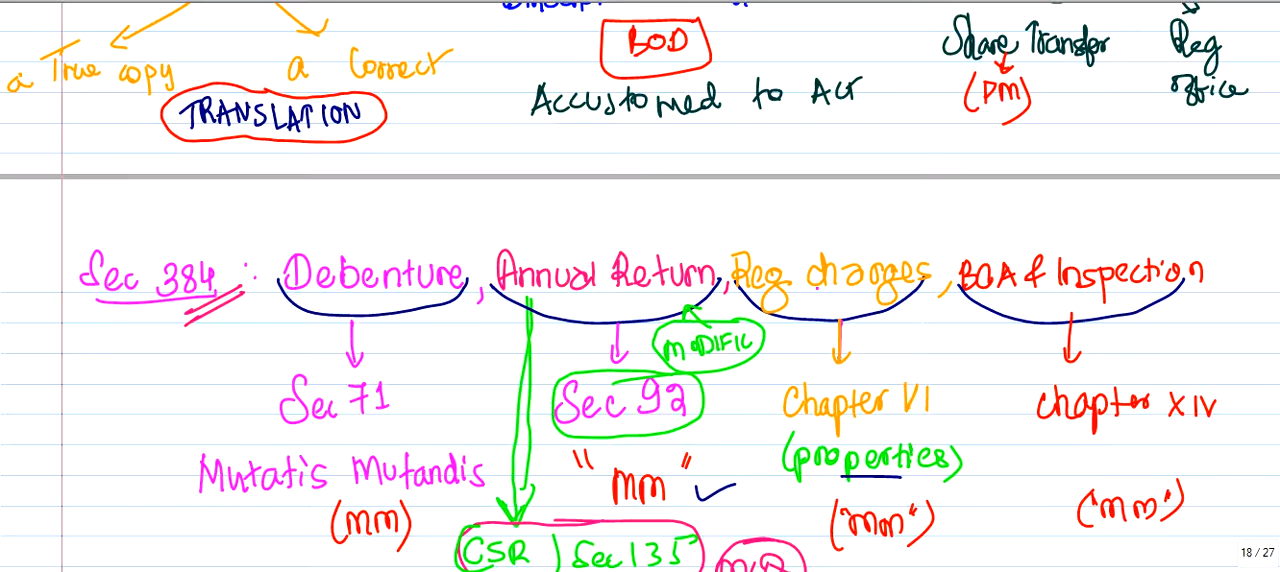 BOD
Share Transfer Reg
a True copy a correct
(PM) office
TRANSLATION Accustomed to Act
Sec 384 : Debenture, Annual Return, Reg charges, BOA & Inspection
MODIFIC
Sec 71 Sec 92 Chapter VI chapter XIV
(properties)
Mutatis Mutandis "mm" ("mm") ("mm")
(mm)
CSR ) Sec 135
18 / 27